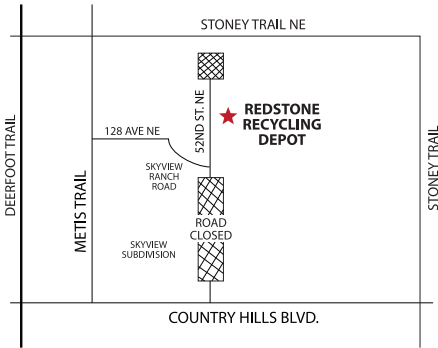 STONEY TRAIL NE
DEERFOOT TRAIL
METIS TRAIL
128 AVE NE
52ND ST. NE
REDSTONE
RECYCLING
DEPOT
SKYVIEW
RANCH
ROAD
STONEY TRAIL
ROAD
CLOSED
SKYVIEW
SUBDIVISION
COUNTRY HILLS BLVD.